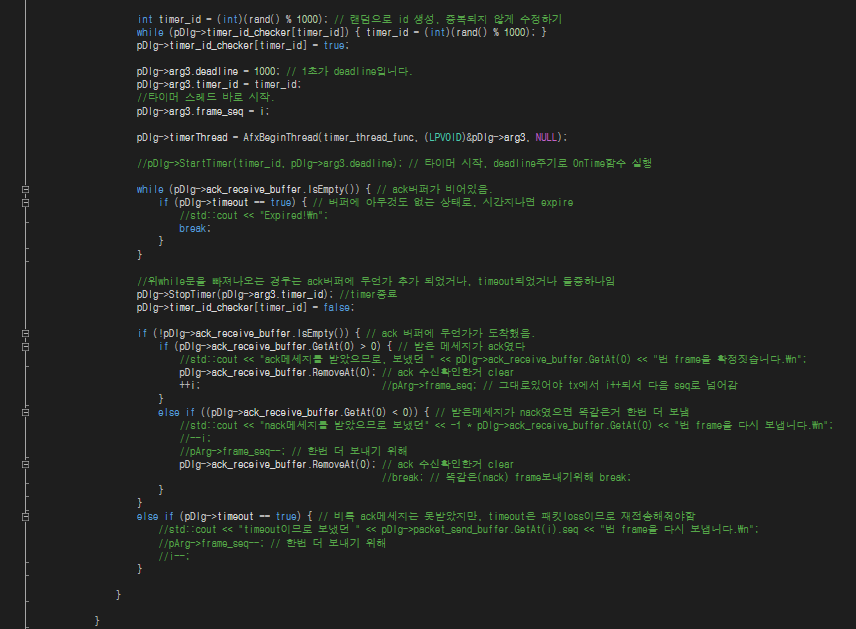 int timer_id = (int)(rand() % 1000); // 랜덤으로 id 생성, 중복되지 않게 수정하기
while (pDlg->timer_id_checker[timer_id]) { timer_id = (int)(rand() % 1000); }
pDlg->timer_id_checker[timer_id] = true;
pDlg->arg3.deadline = 1000; // 1초가 deadline입니다.
pDlg->arg3.timer_id = timer_id;
//타이머 스레드 바로 시작.
pDlg->arg3.frame_seq = i;
pDlg->timerThread = AfxBeginThread(timer_thread_func, (LPVOID)&pDlg->arg3, NULL);
//pDlg->StartTimer(timer_id, pDlg->arg3.deadline); // 타이머 시작, deadline주기로 OnTime함수 실행
while (pDlg->ack_receive_buffer.IsEmpty()) { // ack버퍼가 비어있음.
if (pDlg->timeout == true) { // 버퍼에 아무것도 없는 상태로, 시간지나면 expire
//std::cout << "Expired!₩n";
break;
}
}
//위while문을 빠져나오는 경우는 ack버퍼에 무언가 추가 되었거나, timeout되었거나 둘중하나임
pDlg->StopTimer(pDlg->arg3.timer_id); //timer종료
pDlg->timer_id_checker[timer_id] = false;
if (!pDlg->ack_receive_buffer.IsEmpty()) { // ack 버퍼에 무언가가 도착했음.
if (pDlg->ack_receive_buffer.GetAt(0) > 0) { // 받은 메세지가 ack였다
//std::cout << "ack메세지를 받았으므로, 보냈던 " << pDlg->ack_receive_buffer.GetAt(0) << "번 frame을 확정짓습니다.₩n";
pDlg->ack_receive_buffer.RemoveAt(0); // ack 수신확인한거 clear
++i; //pArg->frame_seq; // 그대로있어야 tx에서 i++되서 다음 seq로 넘어감
}
else if ((pDlg->ack_receive_buffer.GetAt(0) < 0)) { // 받은메세지가 nack였으면 똑같은거 한번 더 보냄
//std::cout << "nack메세지를 받았으므로 보냈던" << -1 * pDlg->ack_receive_buffer.GetAt(0) << "번 frame을 다시 보냅니다.₩n";
//--i;
//pArg->frame_seq--; // 한번 더 보내기 위해
pDlg->ack_receive_buffer.RemoveAt(0); // ack 수신확인한거 clear
//break; // 똑같은(nack) frame보내기위해 break;
}
}
else if (pDlg->timeout == true) { // 비록 ack메세지는 못받았지만, timeout은 패킷loss이므로 재전송해줘야함
//std::cout << "timeout이므로 보냈던 " << pDlg->packet_send_buffer.GetAt(i).seq << "번 frame을 다시 보냅니다.₩n";
//pArg->frame_seq--; // 한번 더 보내기 위해
//i--;
}
}
}